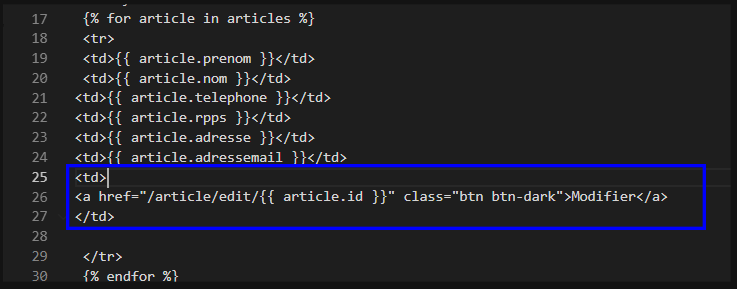 17 {% for article in articles %}
18 <tr>
19 <td>{{ article.prenom }}</td>
20 <td>{{ article.nom }}</td>
21 <td>{{ article.telephone }}</td>
22 <td>{{ article.rpps }}</td>
23 <td>{{ article.adresse }}</td>
24 <td>{{ article.adressemail }}</td>
25 <td>
26 <a href="/article/edit/{{ article.id }}" class="btn btn-dark">Modifier</a>
27 </td>
28
29 </tr>
30 {% endfor %}